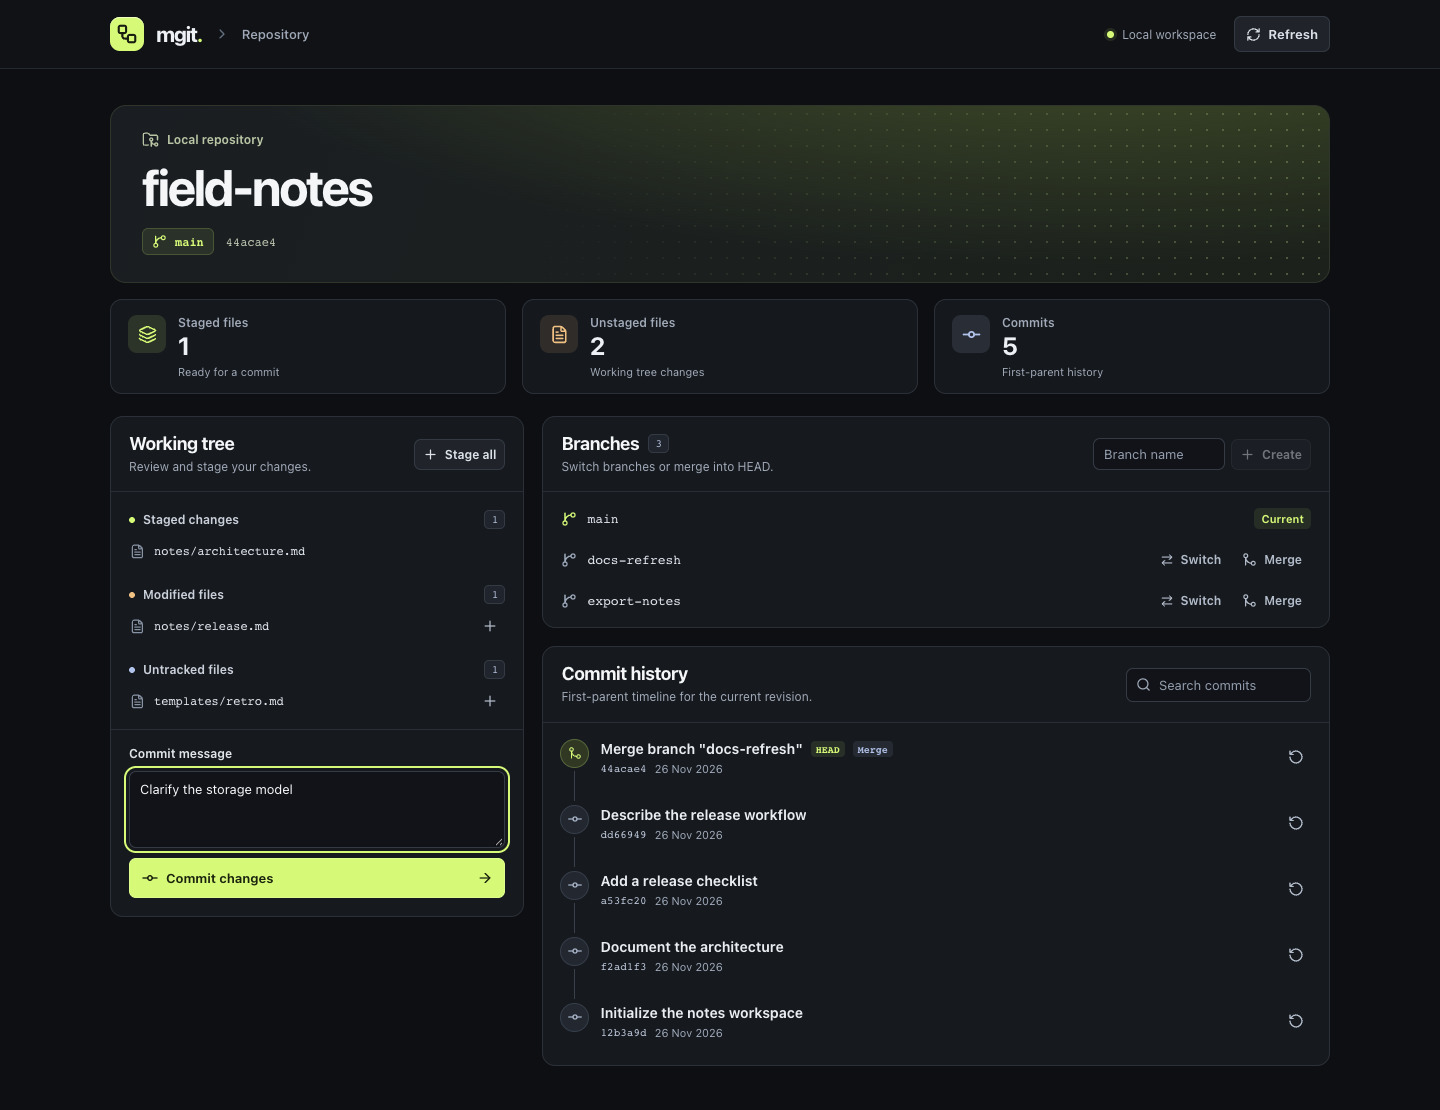 mgit.
Repository
Local workspace
Refresh
Local repository
field-notes
main 44acae4
Staged files
1
Ready for a commit
Unstaged files
2
Working tree changes
Commits
5
First-parent history
Working tree
Review and stage your changes.
Stage all
Staged changes 1
notes/architecture.md
Modified files 1
notes/release.md
Untracked files 1
templates/retro.md
Commit message
Clarify the storage model
Commit changes
Branches 3
Switch branches or merge into HEAD.
Branch name
Create
main Current
docs-refresh Switch Merge
export-notes Switch Merge
Commit history
First-parent timeline for the current revision.
Search commits
Merge branch "docs-refresh" HEAD Merge
44acae4 26 Nov 2026
Describe the release workflow
dd66949 26 Nov 2026
Add a release checklist
a53fc20 26 Nov 2026
Document the architecture
f2ad1f3 26 Nov 2026
Initialize the notes workspace
12b3a9d 26 Nov 2026